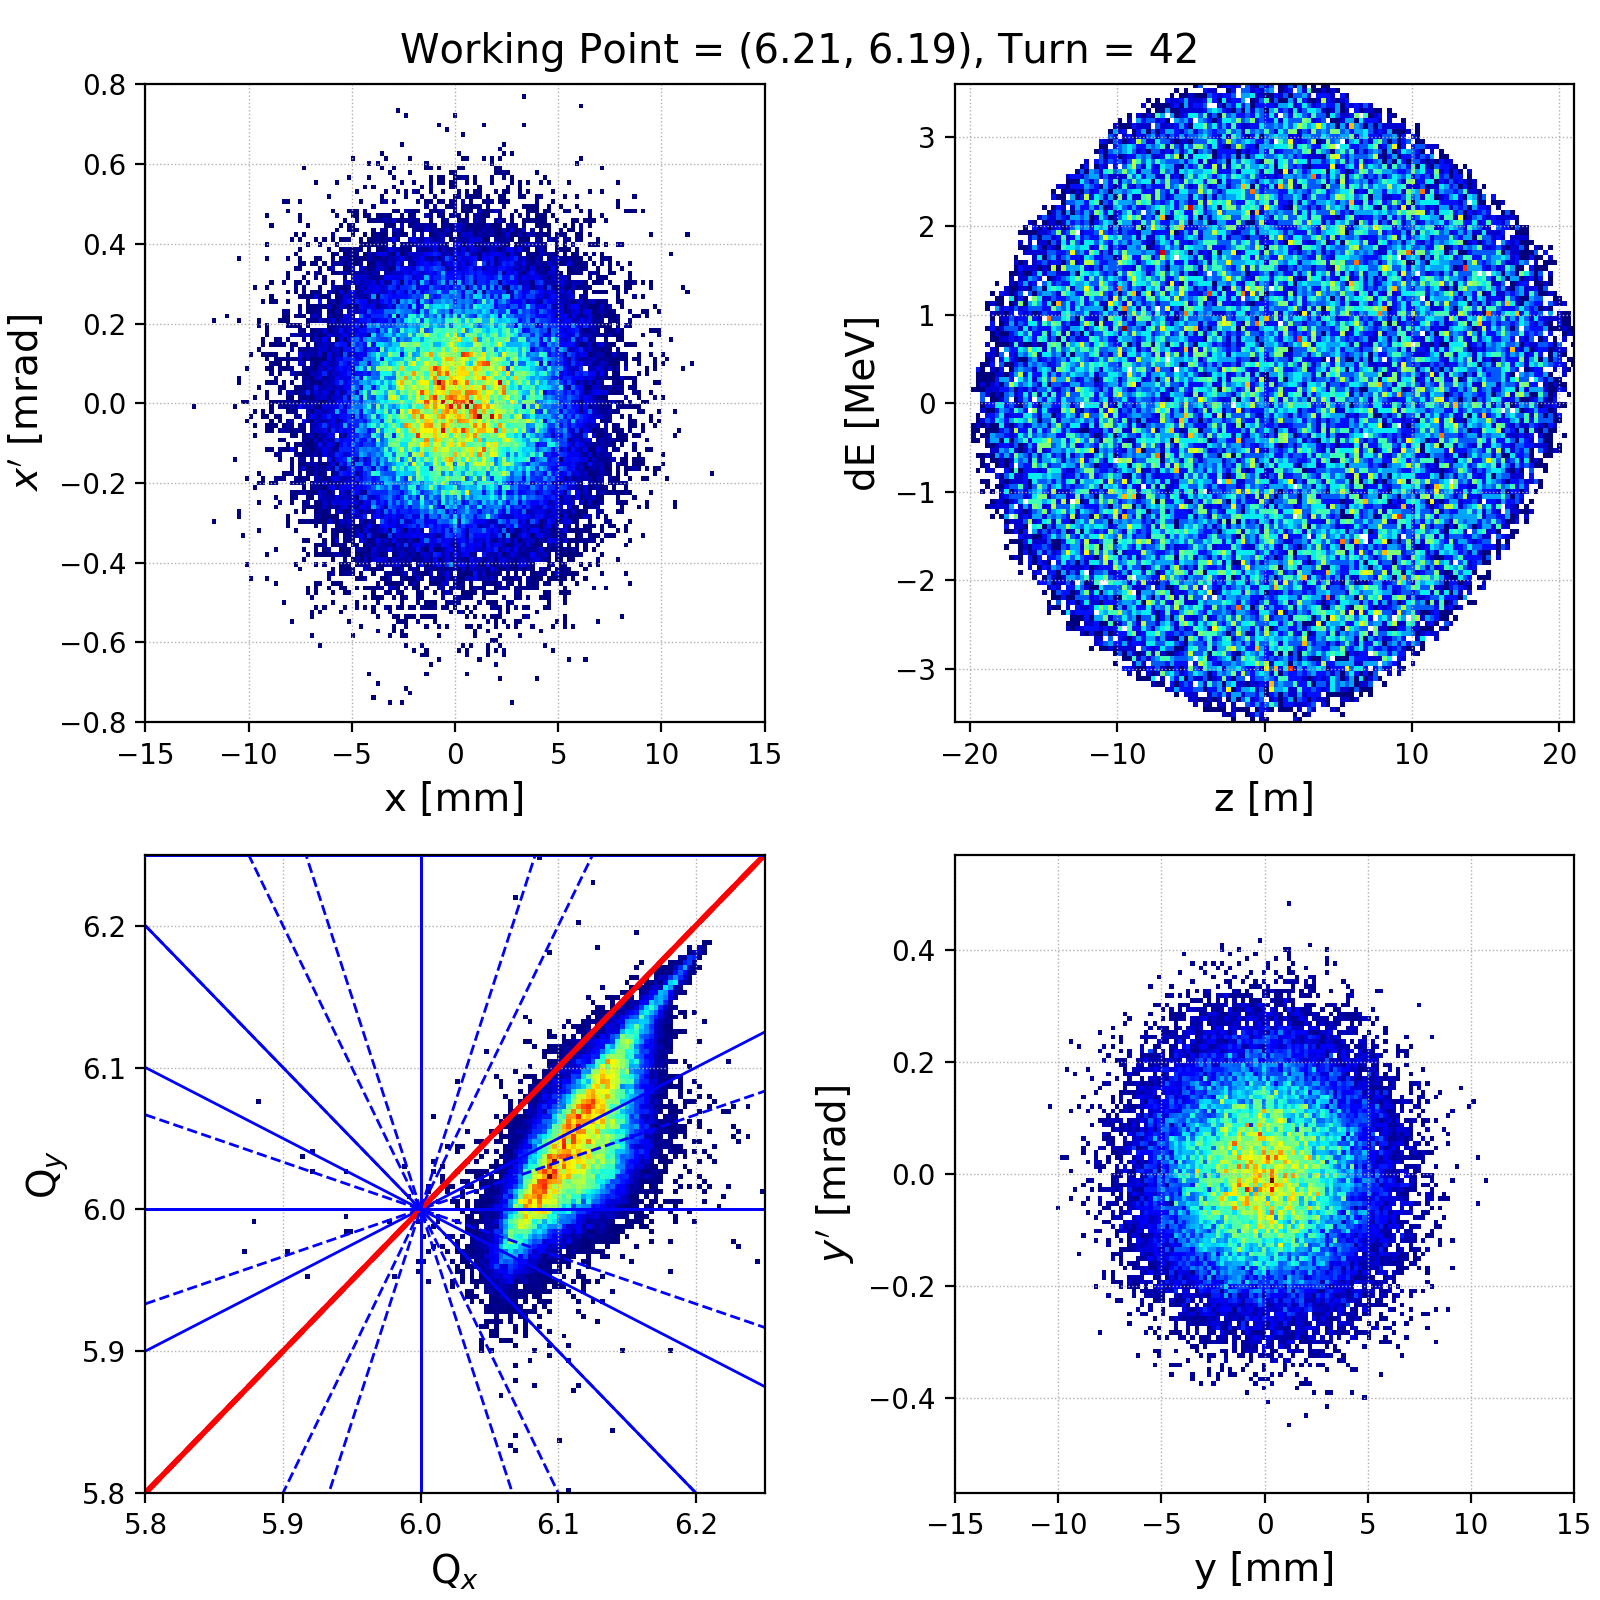 Working Point = (6.21, 6.19), Turn = 42
0.8
0.6
0.4
0.2
0.0
−0.2
−0.4
−0.6
−0.8
x′ [mrad]
−15 −10 −5 0 5 10 15
x [mm]
3
2
1
0
−1
−2
−3
dE [MeV]
−20 −10 0 10 20
z [m]
6.2
6.1
6.0
5.9
5.8
Qy
5.8 5.9 6.0 6.1 6.2
Qx
0.4
0.2
0.0
−0.2
−0.4
y′ [mrad]
−15 −10 −5 0 5 10 15
y [mm]